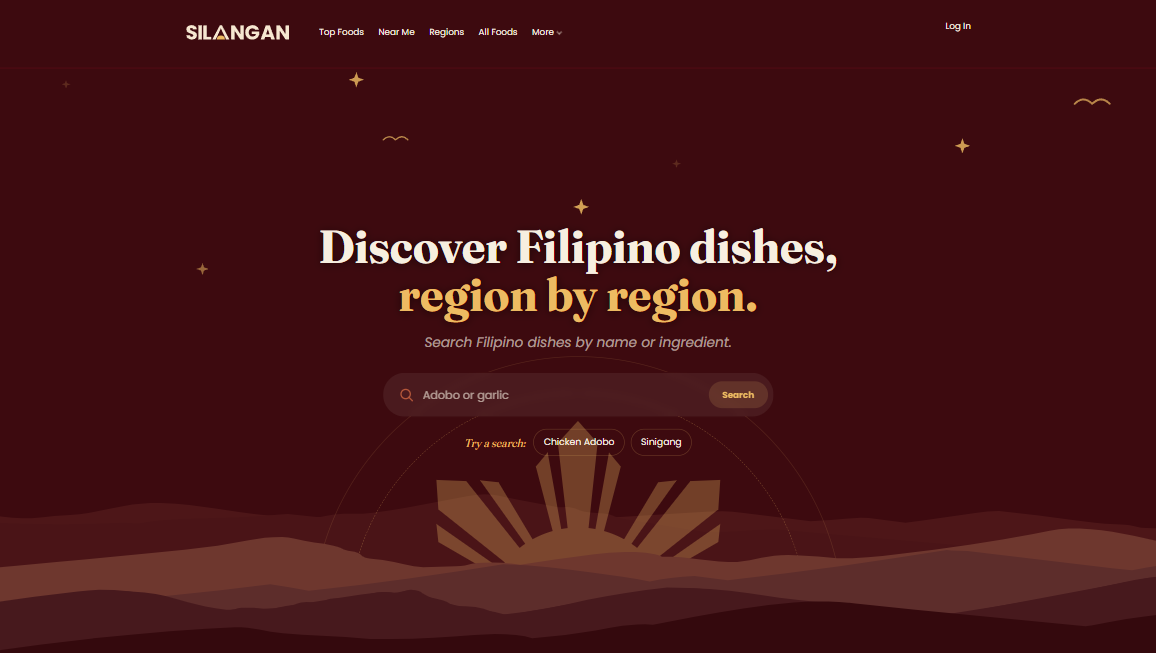 SILANGAN
Top Foods
Near Me
Regions
All Foods
More
Log In
Discover Filipino dishes,
region by region.
Search Filipino dishes by name or ingredient.
Adobo or garlic
Search
Try a search:
Chicken Adobo
Sinigang